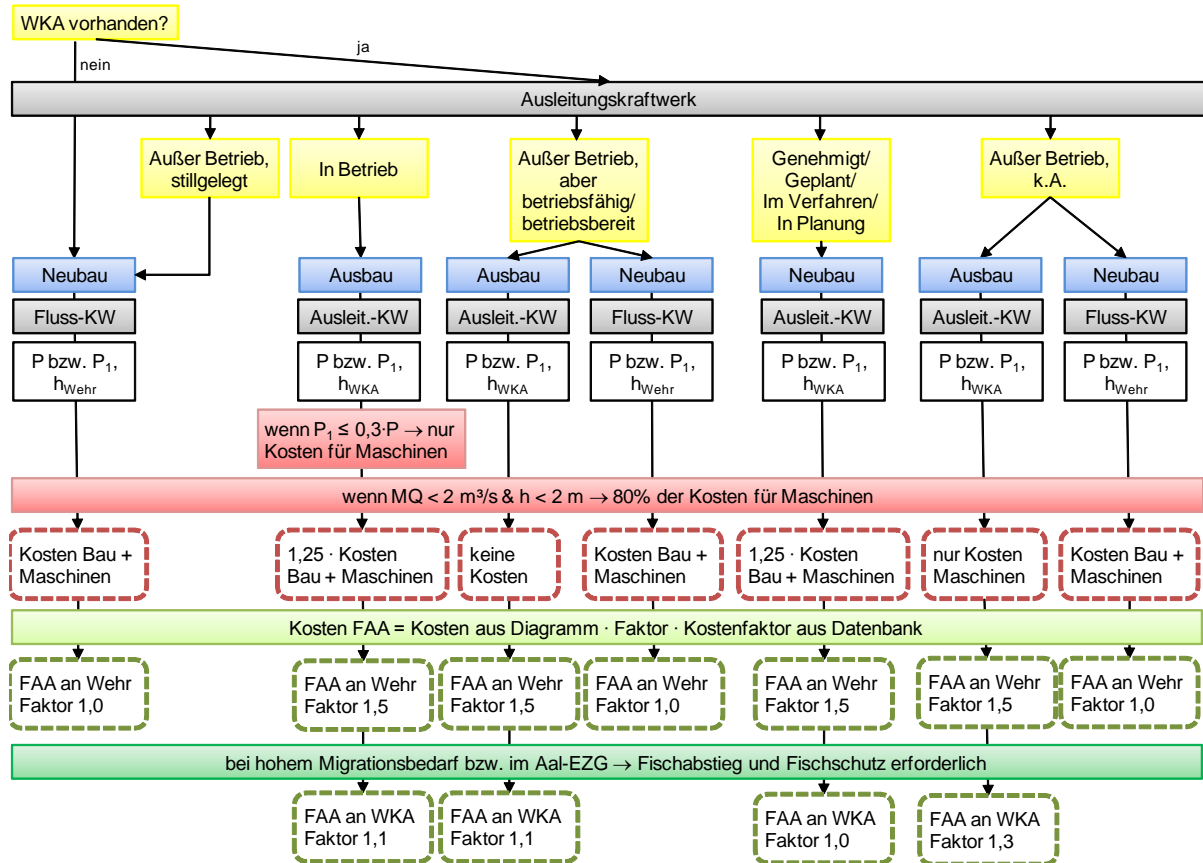 WKA vorhanden?
ja
nein
Ausleitungskraftwerk
Außer Betrieb,
stillgelegt
In Betrieb
Außer Betrieb,
aber
betriebsfähig/
betriebsbereit
Genehmigt/
Geplant/
Im Verfahren/
In Planung
Außer Betrieb,
k.A.
Neubau
Ausbau
Ausbau
Neubau
Neubau
Ausbau
Neubau
Fluss-KW
Ausleit.-KW
Ausleit.-KW
Fluss-KW
Ausleit.-KW
Ausleit.-KW
Fluss-KW
P bzw. P₁,
h_Wehr
P bzw. P₁,
h_WKA
P bzw. P₁,
h_WKA
P bzw. P₁,
h_Wehr
P bzw. P₁,
h_WKA
P bzw. P₁,
h_WKA
P bzw. P₁,
h_Wehr
wenn P₁ ≤ 0,3·P → nur
Kosten für Maschinen
wenn MQ < 2 m³/s & h < 2 m → 80% der Kosten für Maschinen
Kosten Bau +
Maschinen
1,25 · Kosten
Bau + Maschinen
keine
Kosten
Kosten Bau +
Maschinen
1,25 · Kosten
Bau + Maschinen
nur Kosten
Maschinen
Kosten Bau +
Maschinen
Kosten FAA = Kosten aus Diagramm · Faktor · Kostenfaktor aus Datenbank
FAA an Wehr
Faktor 1,0
FAA an Wehr
Faktor 1,5
FAA an Wehr
Faktor 1,5
FAA an Wehr
Faktor 1,0
FAA an Wehr
Faktor 1,5
FAA an Wehr
Faktor 1,5
FAA an Wehr
Faktor 1,0
bei hohem Migrationsbedarf bzw. im Aal-EZG → Fischabstieg und Fischschutz erforderlich
FAA an WKA
Faktor 1,1
FAA an WKA
Faktor 1,1
FAA an WKA
Faktor 1,0
FAA an WKA
Faktor 1,3